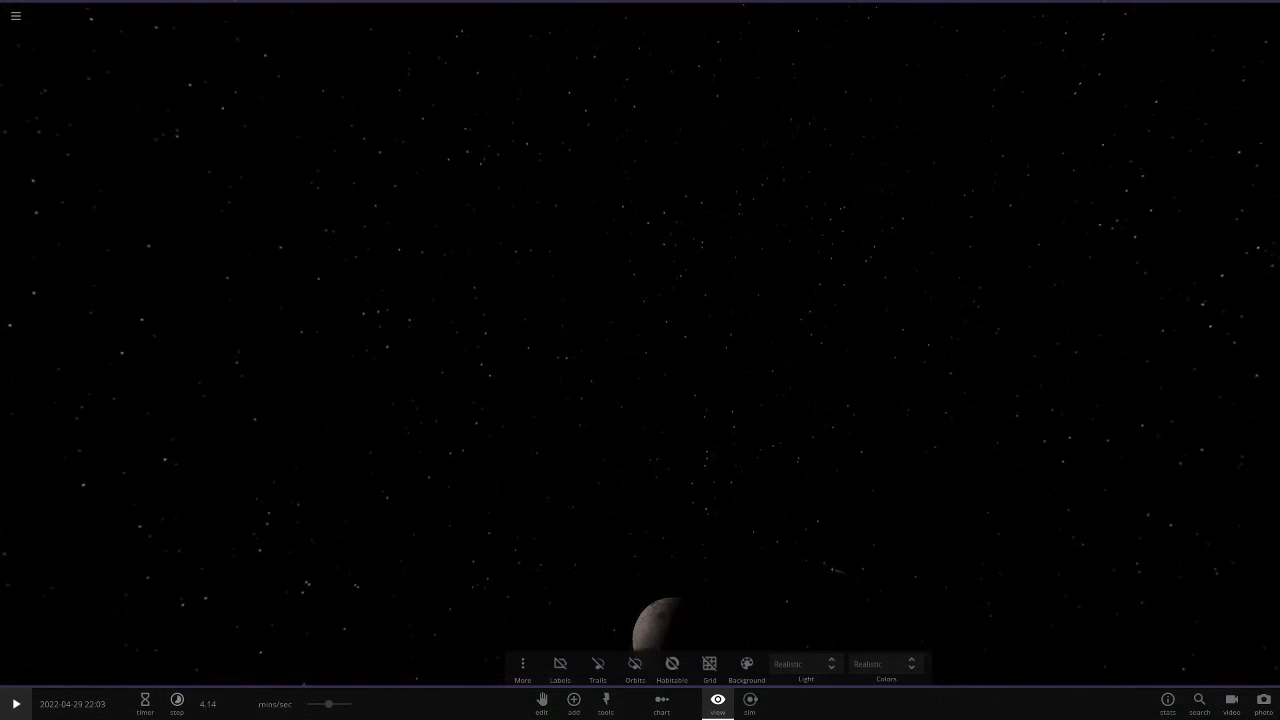 More Labels Trails Orbits Habitable Grid Background Realistic Light Realistic Colors
2022-04-29 22:03 timer step 4.14 mins/sec edit add tools chart view sim stats search video photo